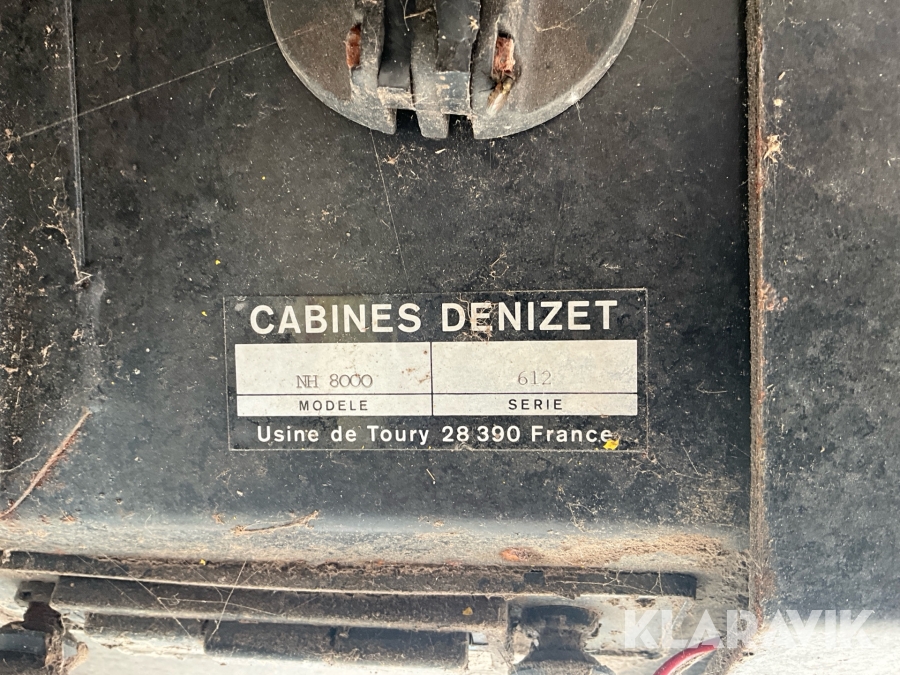 CABINES DENIZET
NH 8000 612
MODELE SERIE
Usine de Toury 28 390 France
KLARAVIK